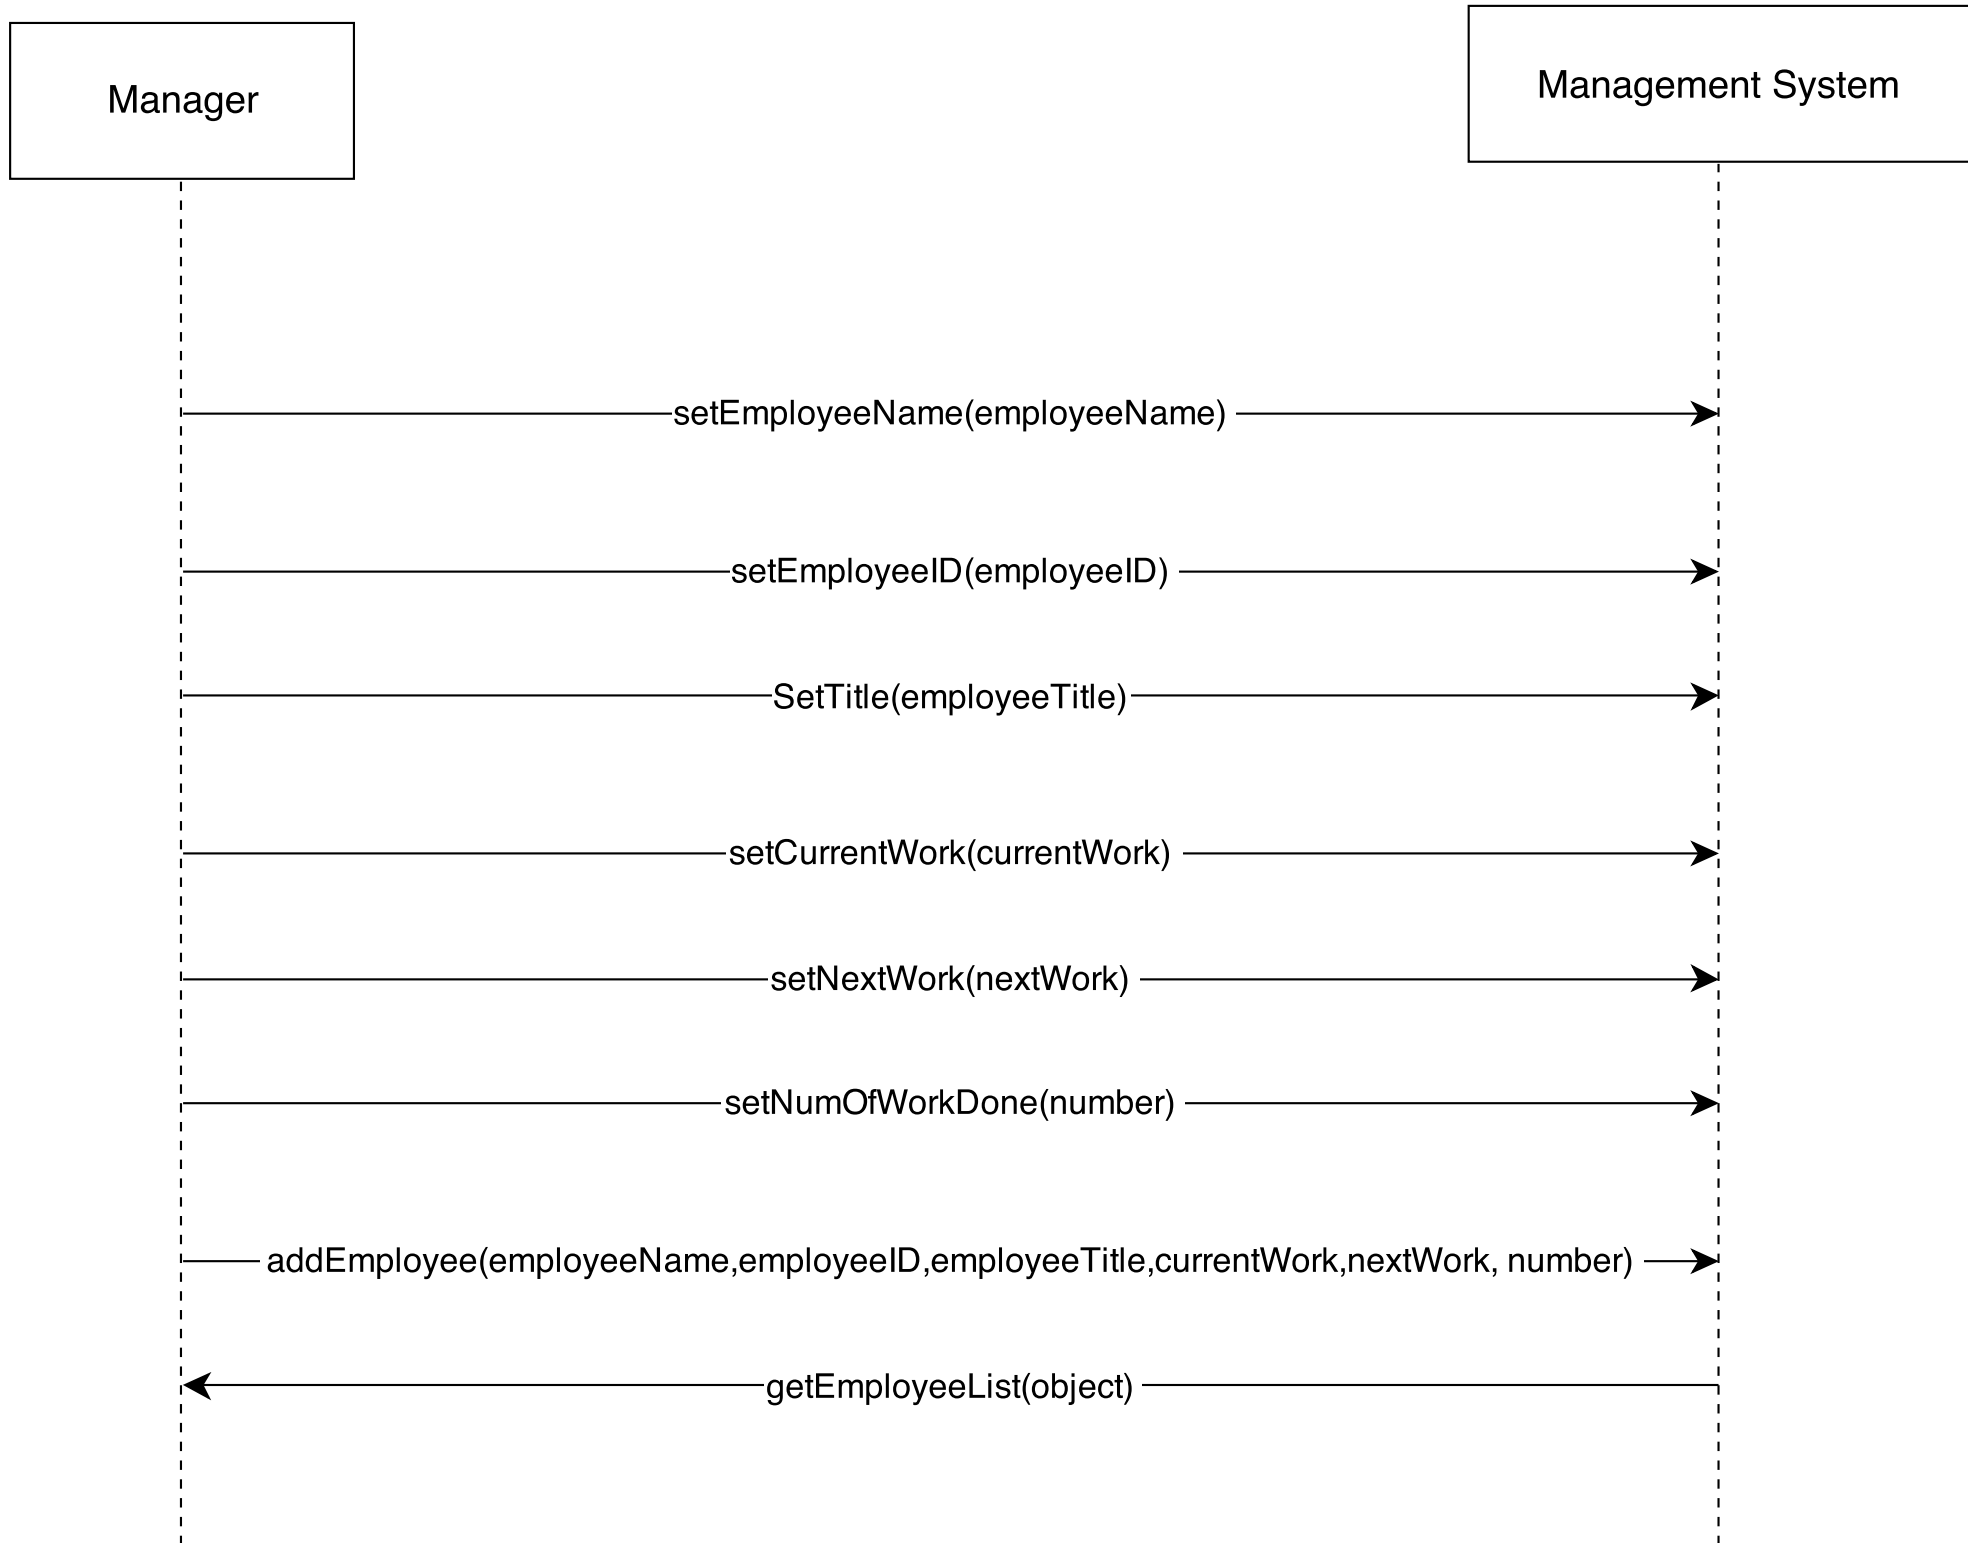 Manager
Management System
setEmployeeName(employeeName)
setEmployeeID(employeeID)
SetTitle(employeeTitle)
setCurrentWork(currentWork)
setNextWork(nextWork)
setNumOfWorkDone(number)
addEmployee(employeeName,employeeID,employeeTitle,currentWork,nextWork, number)
getEmployeeList(object)